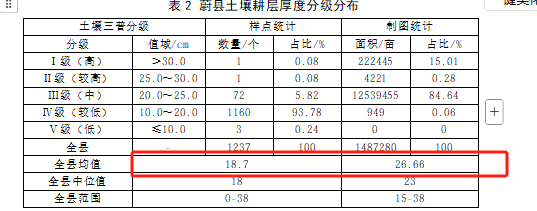 表 2 蔚县土壤耕层厚度分级分布
土壤三普分级 样点统计 制图统计
分级 值域/cm 数量/个 占比/% 面积/亩 占比/%
Ⅰ级（高） ＞30.0 1 0.08 222445 15.01
Ⅱ级（较高） 25.0～30.0 1 0.08 4221 0.28
Ⅲ级（中） 20.0～25.0 72 5.82 12539455 84.64
Ⅳ级（较低） 10.0～20.0 1160 93.78 949 0.06
Ⅴ级（低） ≤10.0 3 0.24 0 0
全县 - 1237 100 1487280 100
全县均值 18.7 26.66
全县中位值 18 23
全县范围 0-38 15-38